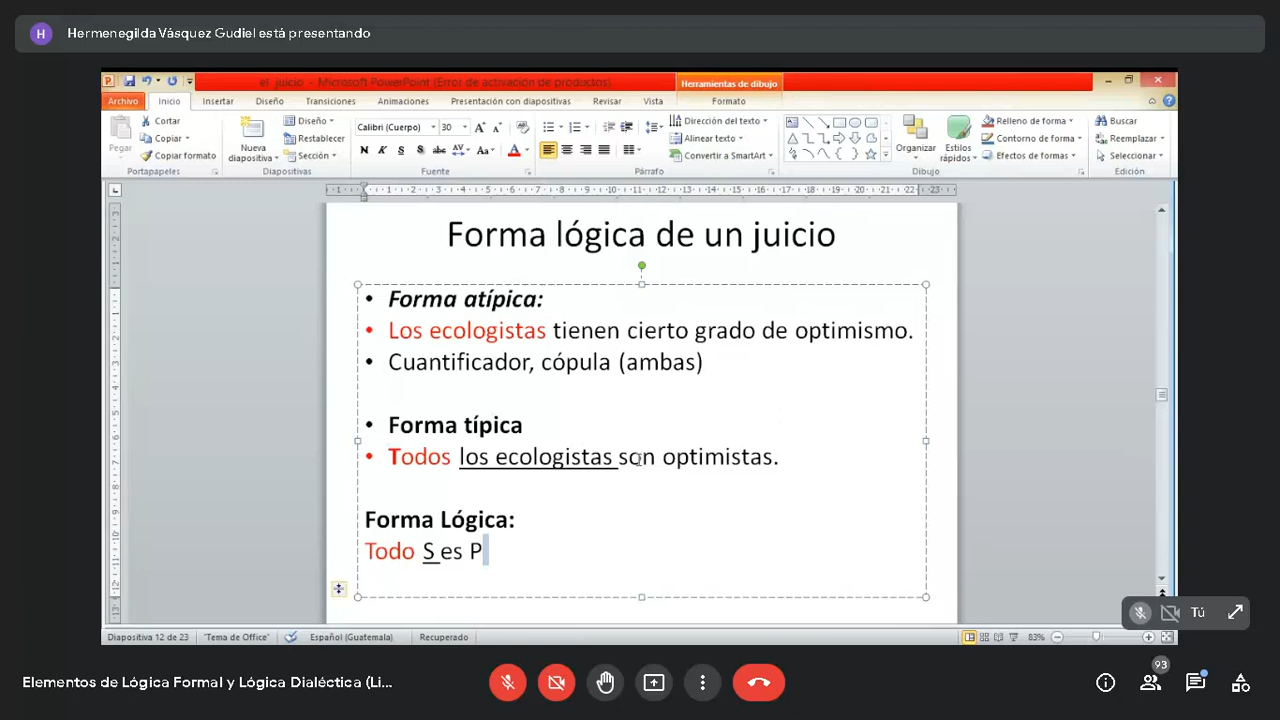 H Hermenegilda Vásquez Gudiel está presentando
el juicio - Microsoft PowerPoint (Error de activación de productos)
Herramientas de dibujo
Archivo Inicio Insertar Diseño Transiciones Animaciones Presentación con diapositivas Revisar Vista Formato
Pegar
Cortar
Copiar
Copiar formato
Portapapeles
Nueva diapositiva
Diseño
Restablecer
Sección
Diapositivas
Calibri (Cuerpo) 30
N K S S abc AV Aa A
Fuente
Dirección del texto
Alinear texto
Convertir a SmartArt
Párrafo
Organizar
Estilos rápidos
Relleno de forma
Contorno de forma
Efectos de formas
Dibujo
Buscar
Reemplazar
Seleccionar
Edición
Forma lógica de un juicio
• Forma atípica:
• Los ecologistas tienen cierto grado de optimismo.
• Cuantificador, cópula (ambas)
• Forma típica
• Todos los ecologistas son optimistas.
Forma Lógica:
Todo S es P
Tú
Diapositiva 12 de 23 "Tema de Office" Español (Guatemala) Recuperado 83%
Elementos de Lógica Formal y Lógica Dialéctica (Li...
93